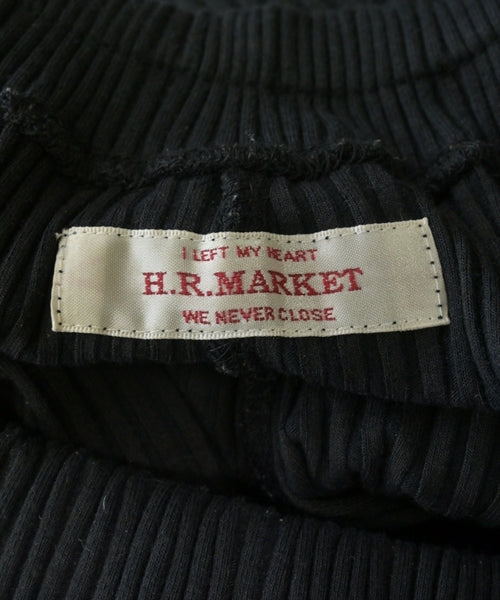 I LEFT MY HEART
H.R.MARKET
WE NEVER CLOSE